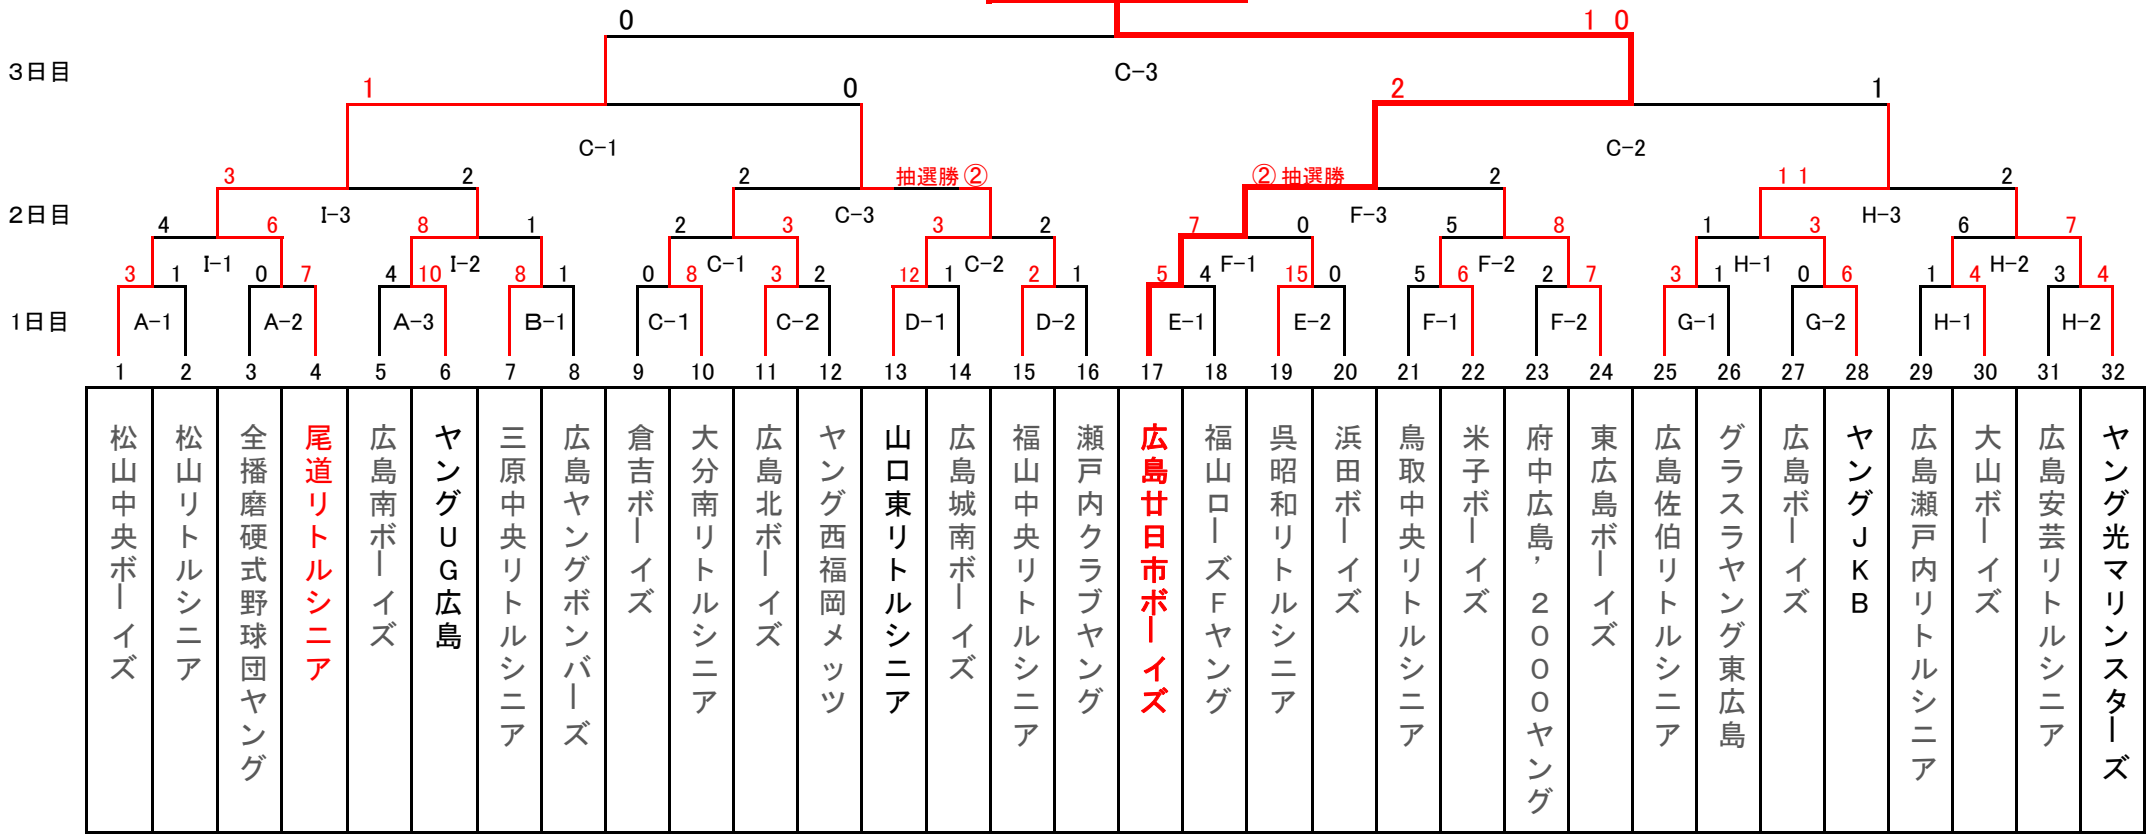 0 10
3日目 C-3
1 0 2 1
C-1 C-2
3 2 2 抽選勝② ②抽選勝 2 11 2
2日目 I-3 C-3 F-3 H-3
4 6 8 1 2 3 3 2 7 0 5 8 1 3 6 7
I-1 I-2 C-1 C-2 F-1 F-2 H-1 H-2
3 1 0 7 4 10 8 1 0 8 3 2 12 1 2 1 5 4 15 0 5 6 2 7 3 1 0 6 1 4 3 4
1日目 A-1 A-2 A-3 B-1 C-1 C-2 D-1 D-2 E-1 E-2 F-1 F-2 G-1 G-2 H-1 H-2
1 2 3 4 5 6 7 8 9 10 11 12 13 14 15 16 17 18 19 20 21 22 23 24 25 26 27 28 29 30 31 32
松山中央ボーイズ
松山リトルシニア
全播磨硬式野球団ヤング
尾道リトルシニア
広島南ボーイズ
ヤングUG広島
三原中央リトルシニア
広島ヤングボンバーズ
倉吉ボーイズ
大分南リトルシニア
広島北ボーイズ
ヤング西福岡メッツ
山口東リトルシニア
広島城南ボーイズ
福山中央リトルシニア
瀬戸内クラブヤング
広島廿日市ボーイズ
福山ローズFヤング
呉昭和リトルシニア
浜田ボーイズ
鳥取中央リトルシニア
米子ボーイズ
府中広島’2000ヤング
東広島ボーイズ
広島佐伯リトルシニア
グラスラヤング東広島
広島ボーイズ
ヤングJKB
広島瀬戸内リトルシニア
大山ボーイズ
広島安芸リトルシニア
ヤング光マリンスターズ